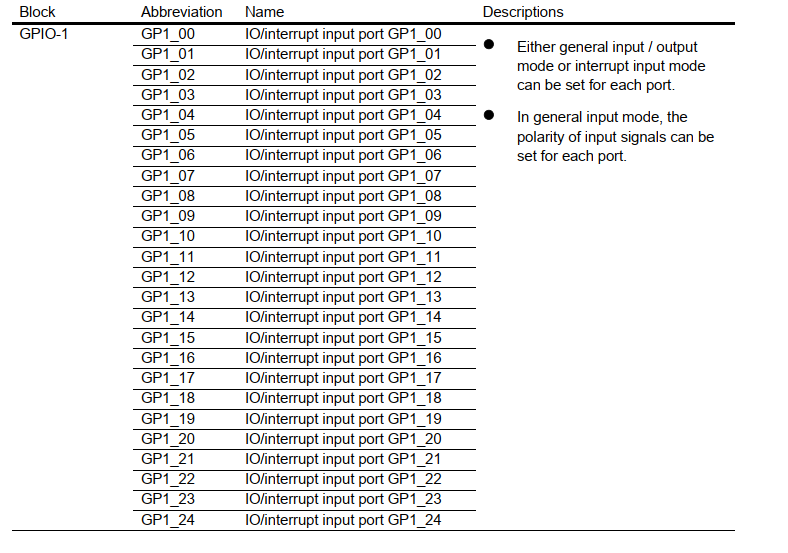 Block Abbreviation Name Descriptions
GPIO-1 GP1_00 IO/interrupt input port GP1_00
GP1_01 IO/interrupt input port GP1_01
GP1_02 IO/interrupt input port GP1_02
GP1_03 IO/interrupt input port GP1_03
GP1_04 IO/interrupt input port GP1_04
GP1_05 IO/interrupt input port GP1_05
GP1_06 IO/interrupt input port GP1_06
GP1_07 IO/interrupt input port GP1_07
GP1_08 IO/interrupt input port GP1_08
GP1_09 IO/interrupt input port GP1_09
GP1_10 IO/interrupt input port GP1_10
GP1_11 IO/interrupt input port GP1_11
GP1_12 IO/interrupt input port GP1_12
GP1_13 IO/interrupt input port GP1_13
GP1_14 IO/interrupt input port GP1_14
GP1_15 IO/interrupt input port GP1_15
GP1_16 IO/interrupt input port GP1_16
GP1_17 IO/interrupt input port GP1_17
GP1_18 IO/interrupt input port GP1_18
GP1_19 IO/interrupt input port GP1_19
GP1_20 IO/interrupt input port GP1_20
GP1_21 IO/interrupt input port GP1_21
GP1_22 IO/interrupt input port GP1_22
GP1_23 IO/interrupt input port GP1_23
GP1_24 IO/interrupt input port GP1_24
● Either general input / output
mode or interrupt input mode
can be set for each port.
● In general input mode, the
polarity of input signals can be
set for each port.